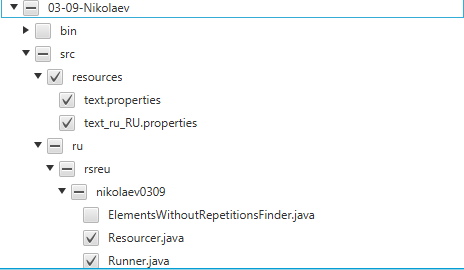 03-09-Nikolaev
bin
src
resources
text.properties
text_ru_RU.properties
ru
rsreu
nikolaev0309
ElementsWithoutRepetitionsFinder.java
Resourcer.java
Runner.java